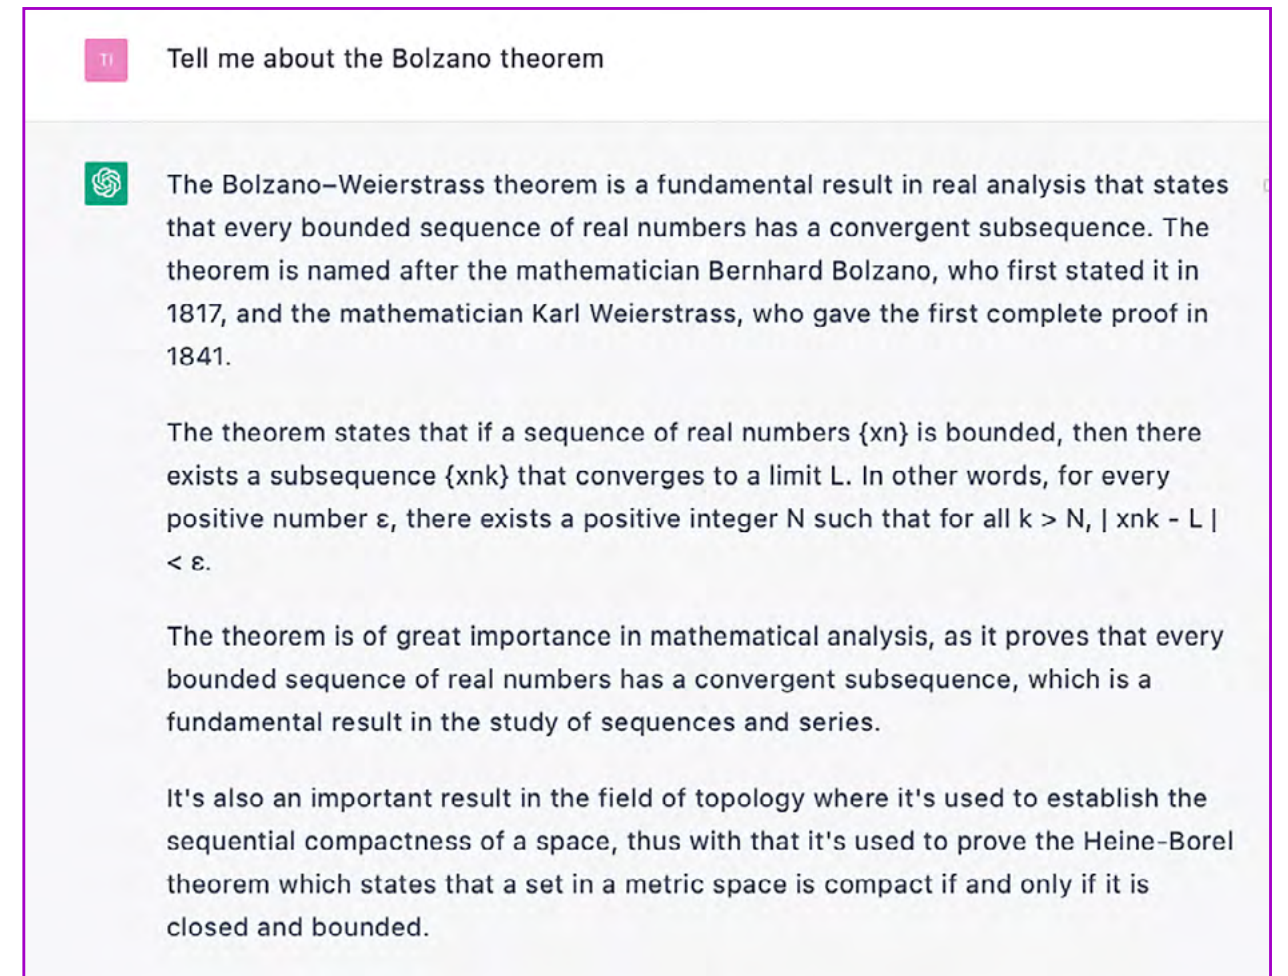 TI
Tell me about the Bolzano theorem
The Bolzano–Weierstrass theorem is a fundamental result in real analysis that states
that every bounded sequence of real numbers has a convergent subsequence. The
theorem is named after the mathematician Bernhard Bolzano, who first stated it in
1817, and the mathematician Karl Weierstrass, who gave the first complete proof in
1841.
The theorem states that if a sequence of real numbers {xn} is bounded, then there
exists a subsequence {xnk} that converges to a limit L. In other words, for every
positive number ε, there exists a positive integer N such that for all k > N, | xnk - L |
< ε.
The theorem is of great importance in mathematical analysis, as it proves that every
bounded sequence of real numbers has a convergent subsequence, which is a
fundamental result in the study of sequences and series.
It's also an important result in the field of topology where it's used to establish the
sequential compactness of a space, thus with that it's used to prove the Heine-Borel
theorem which states that a set in a metric space is compact if and only if it is
closed and bounded.